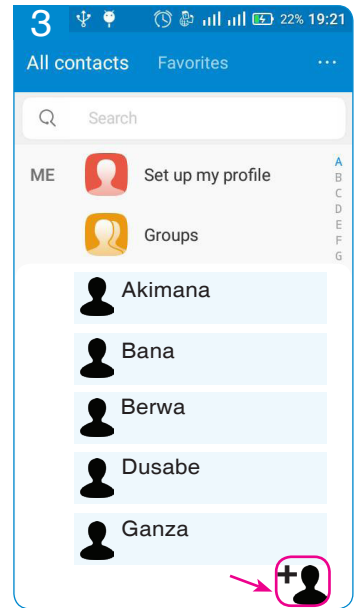 3 22% 19:21
All contacts Favorites ...
Search
ME Set up my profile
Groups
A
B
C
D
E
F
G
Akimana
Bana
Berwa
Dusabe
Ganza